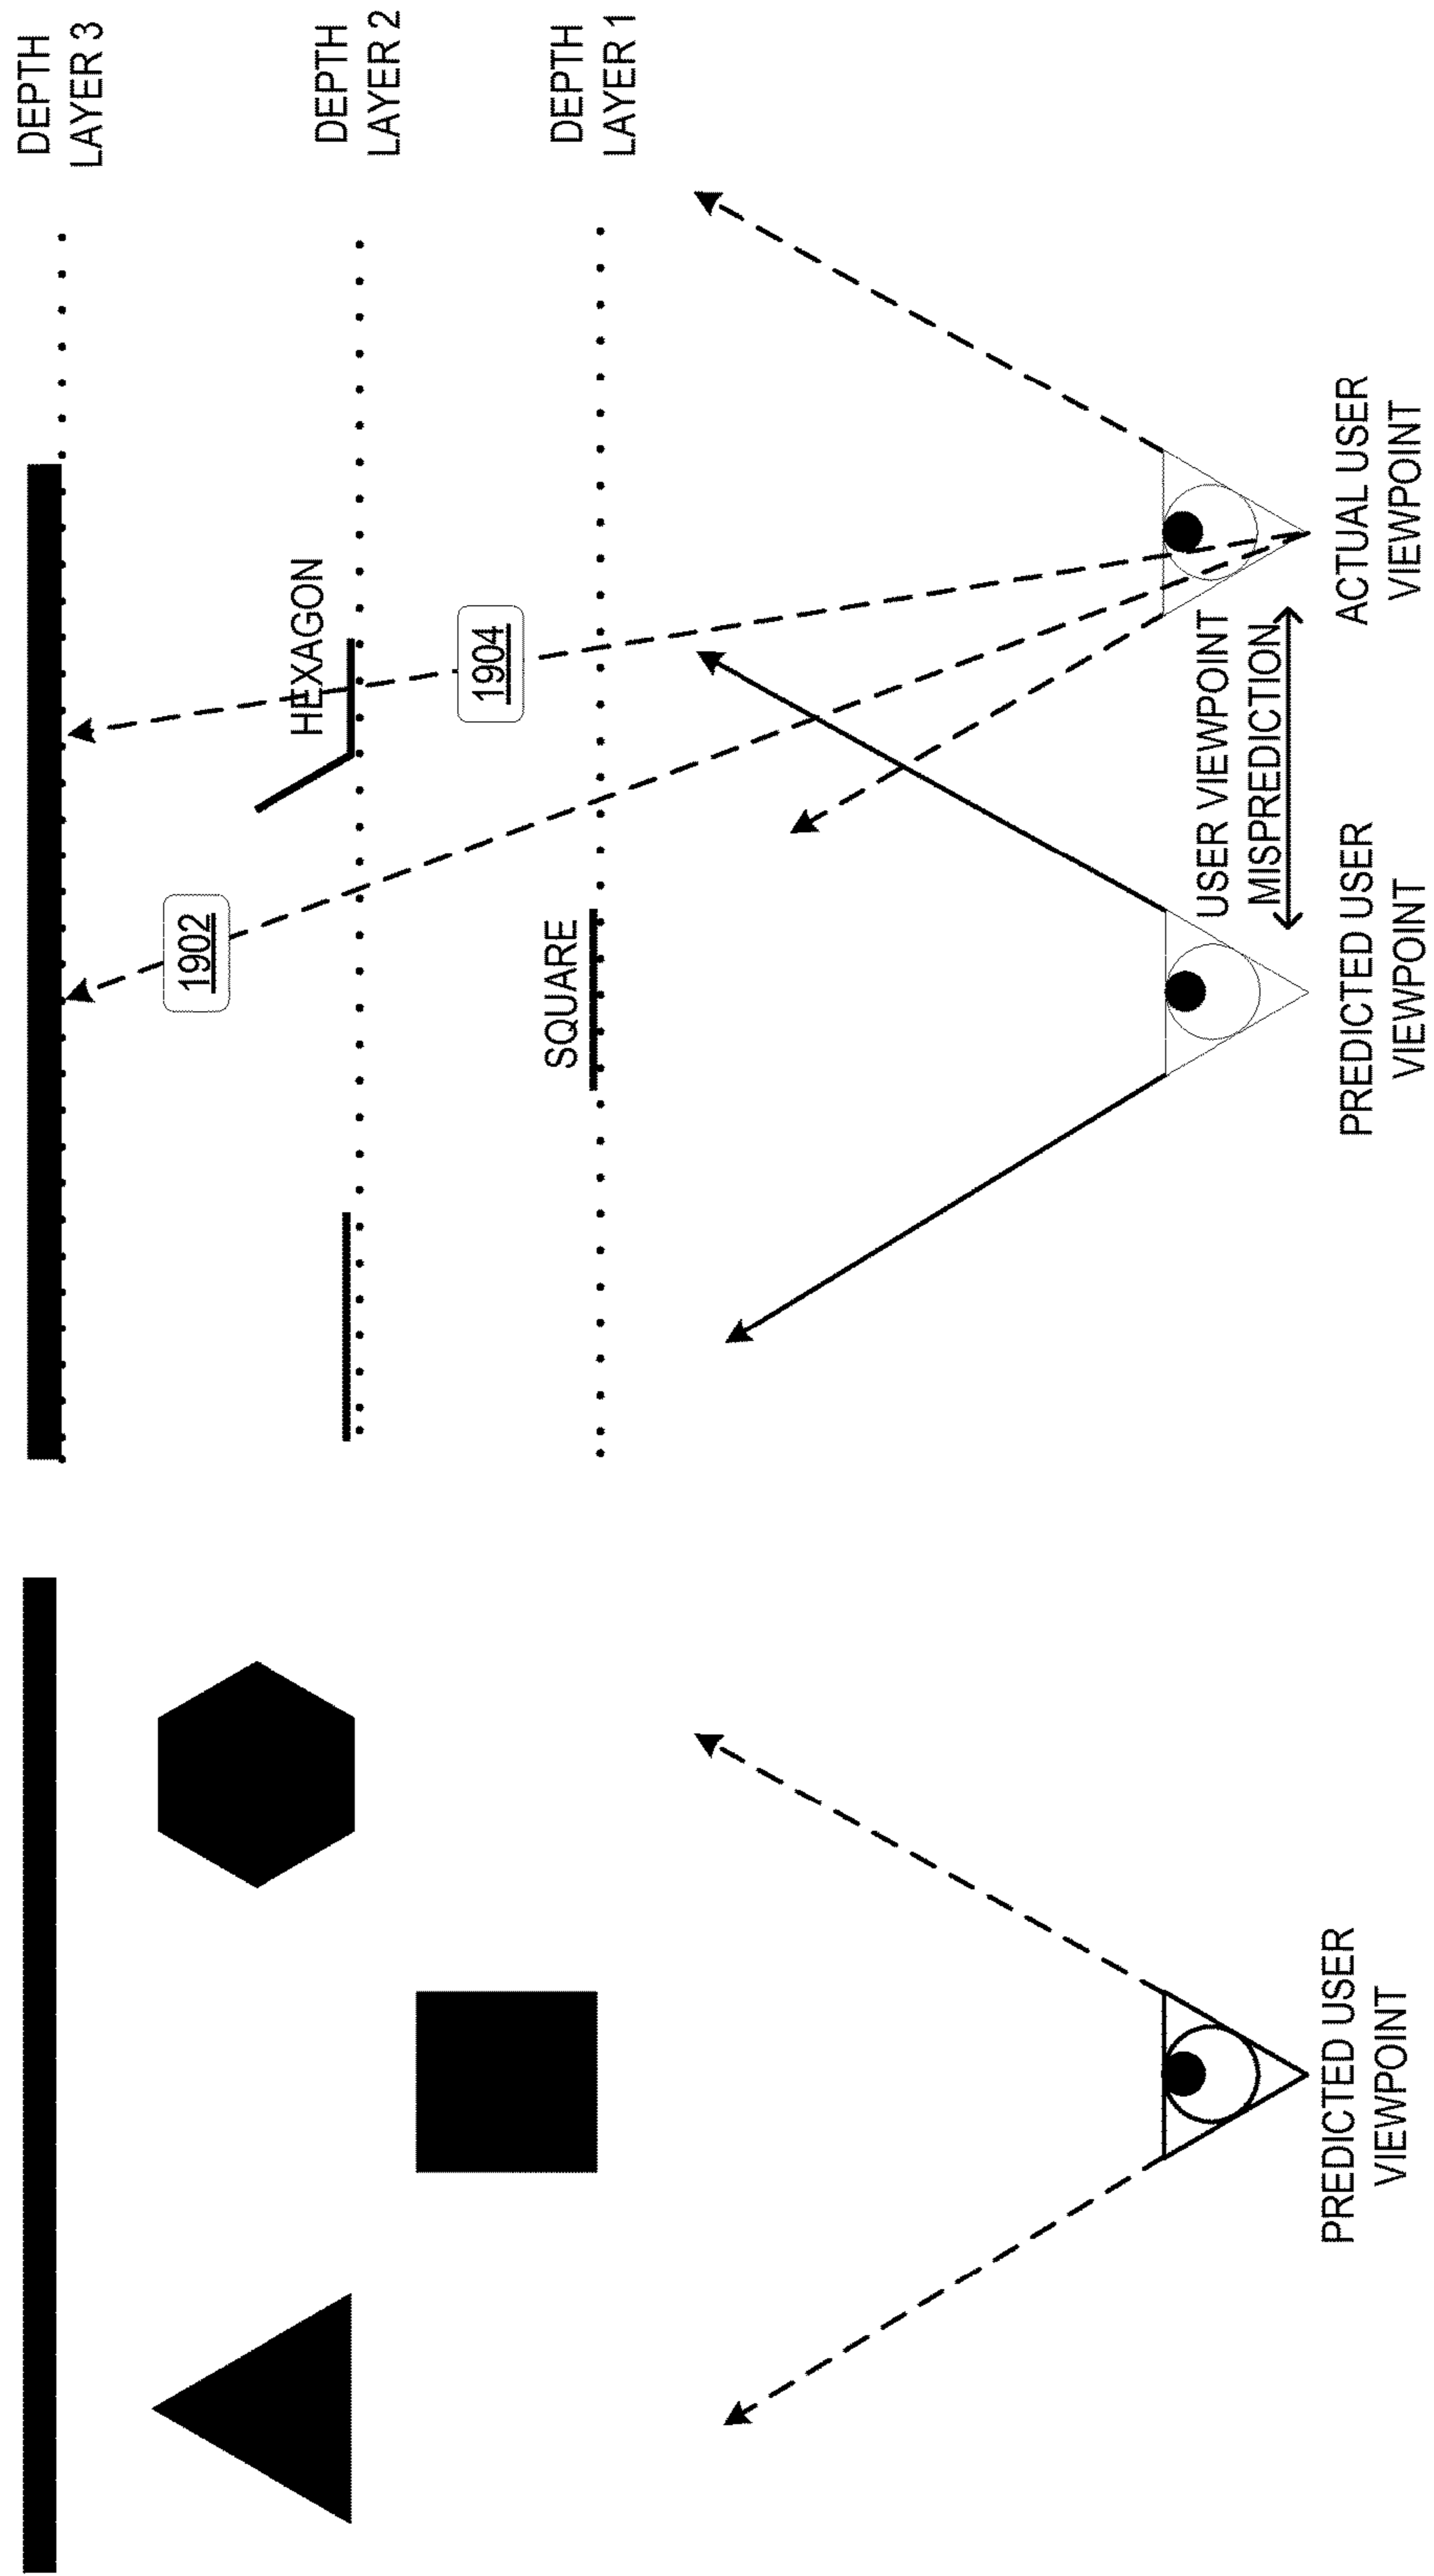 DEPTH
LAYER 3
DEPTH
LAYER 2
DEPTH
LAYER 1
HEXAGON
1902
1904
SQUARE
USER VIEWPOINT
MISPREDICTION
PREDICTED USER
VIEWPOINT
PREDICTED USER
VIEWPOINT
ACTUAL USER
VIEWPOINT